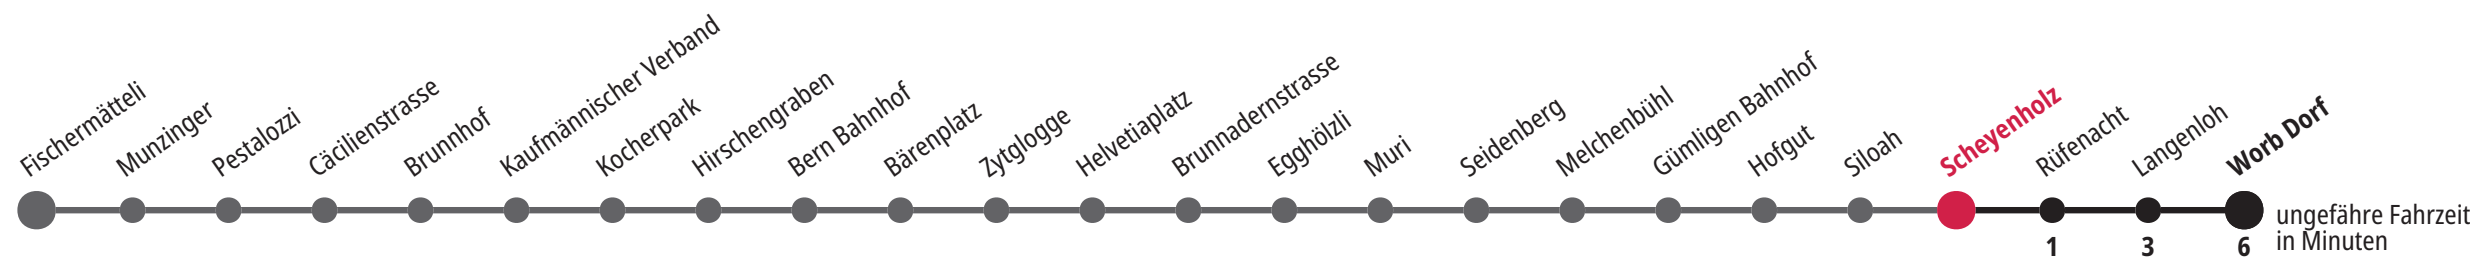 Fischermätteli
Munzinger
Pestalozzi
Cäcilienstrasse
Brunnhof
Kaufmännischer Verband
Kocherpark
Hirschengraben
Bern Bahnhof
Bärenplatz
Zytglogge
Helvetiaplatz
Brunnadernstrasse
Egghölzli
Muri
Seidenberg
Melchenbühl
Gümligen Bahnhof
Hofgut
Siloah
Scheyenholz
Rüfenacht
Langenloh
Worb Dorf
1
3
6
ungefähre Fahrzeit
in Minuten